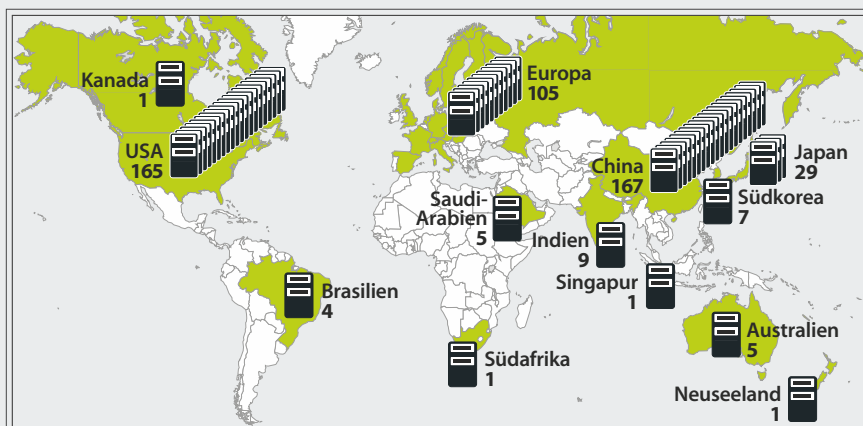 Kanada
1
Europa
105
USA
165
China
167
Japan
29
Südkorea
7
Saudi-
Arabien
5
Indien
9
Singapur
1
Brasilien
4
Australien
5
Südafrika
1
Neuseeland
1